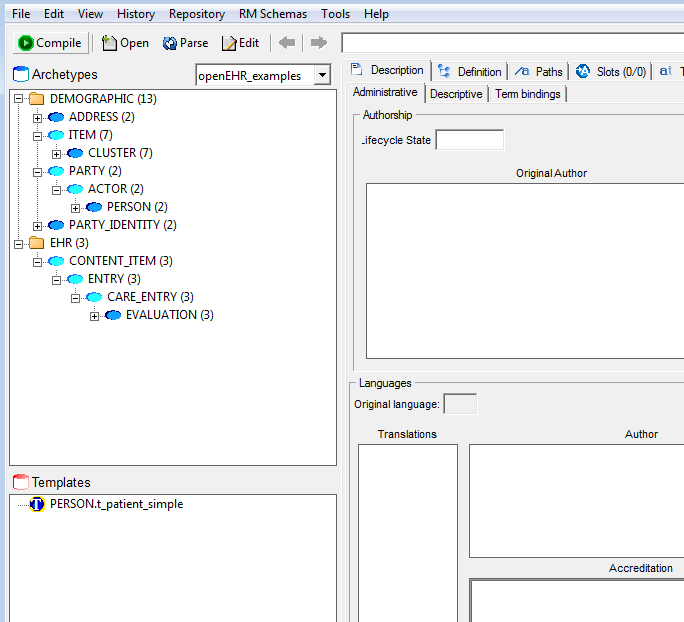 File Edit View History Repository RM Schemas Tools Help
Compile Open Parse Edit
Archetypes openEHR_examples
DEMOGRAPHIC (13)
ADDRESS (2)
ITEM (7)
CLUSTER (7)
PARTY (2)
ACTOR (2)
PERSON (2)
PARTY_IDENTITY (2)
EHR (3)
CONTENT_ITEM (3)
ENTRY (3)
CARE_ENTRY (3)
EVALUATION (3)
Templates
PERSON.t_patient_simple
Description Definition Paths Slots (0/0)
Administrative Descriptive Term bindings
Authorship
Lifecycle State
Original Author
Languages
Original language:
Translations Author
Accreditation